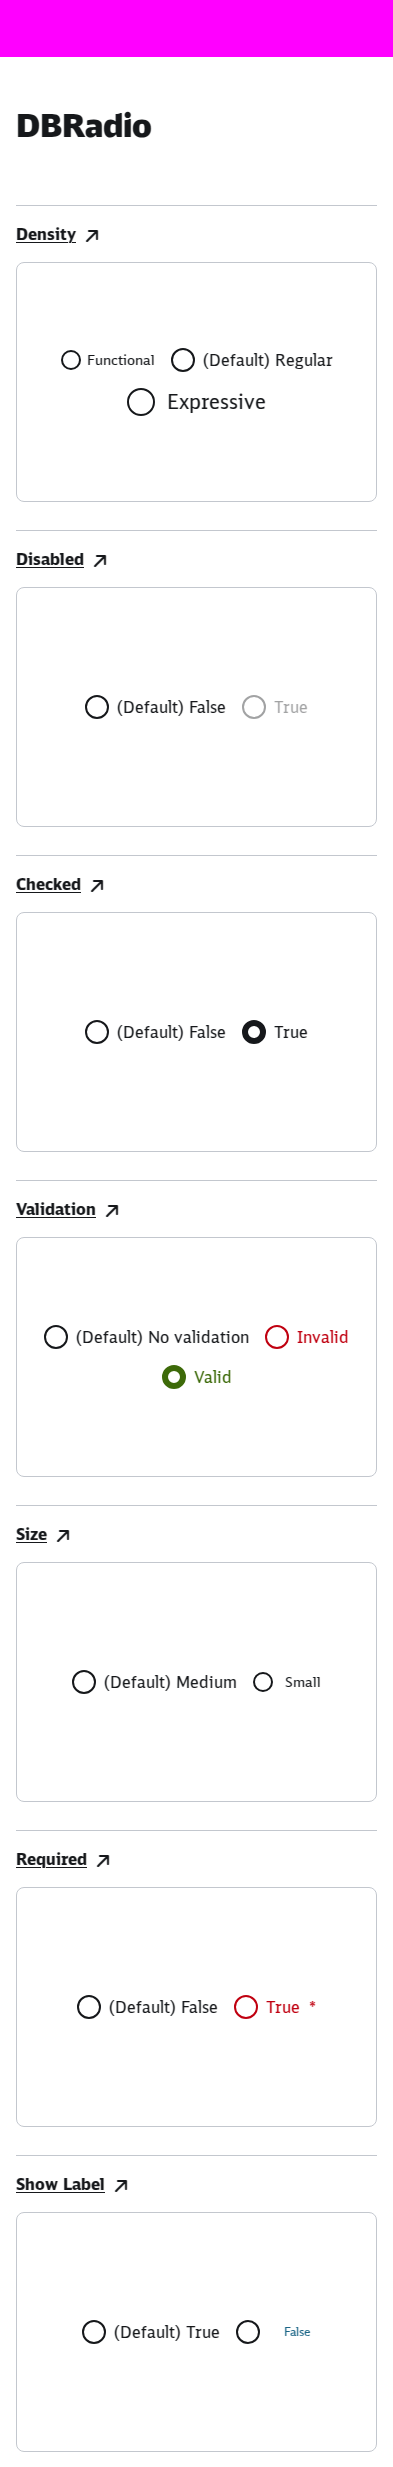 DBRadio
Density
Functional (Default) Regular
Expressive
Disabled
(Default) False True
Checked
(Default) False True
Validation
(Default) No validation Invalid
Valid
Size
(Default) Medium Small
Required
(Default) False True *
Show Label
(Default) True False